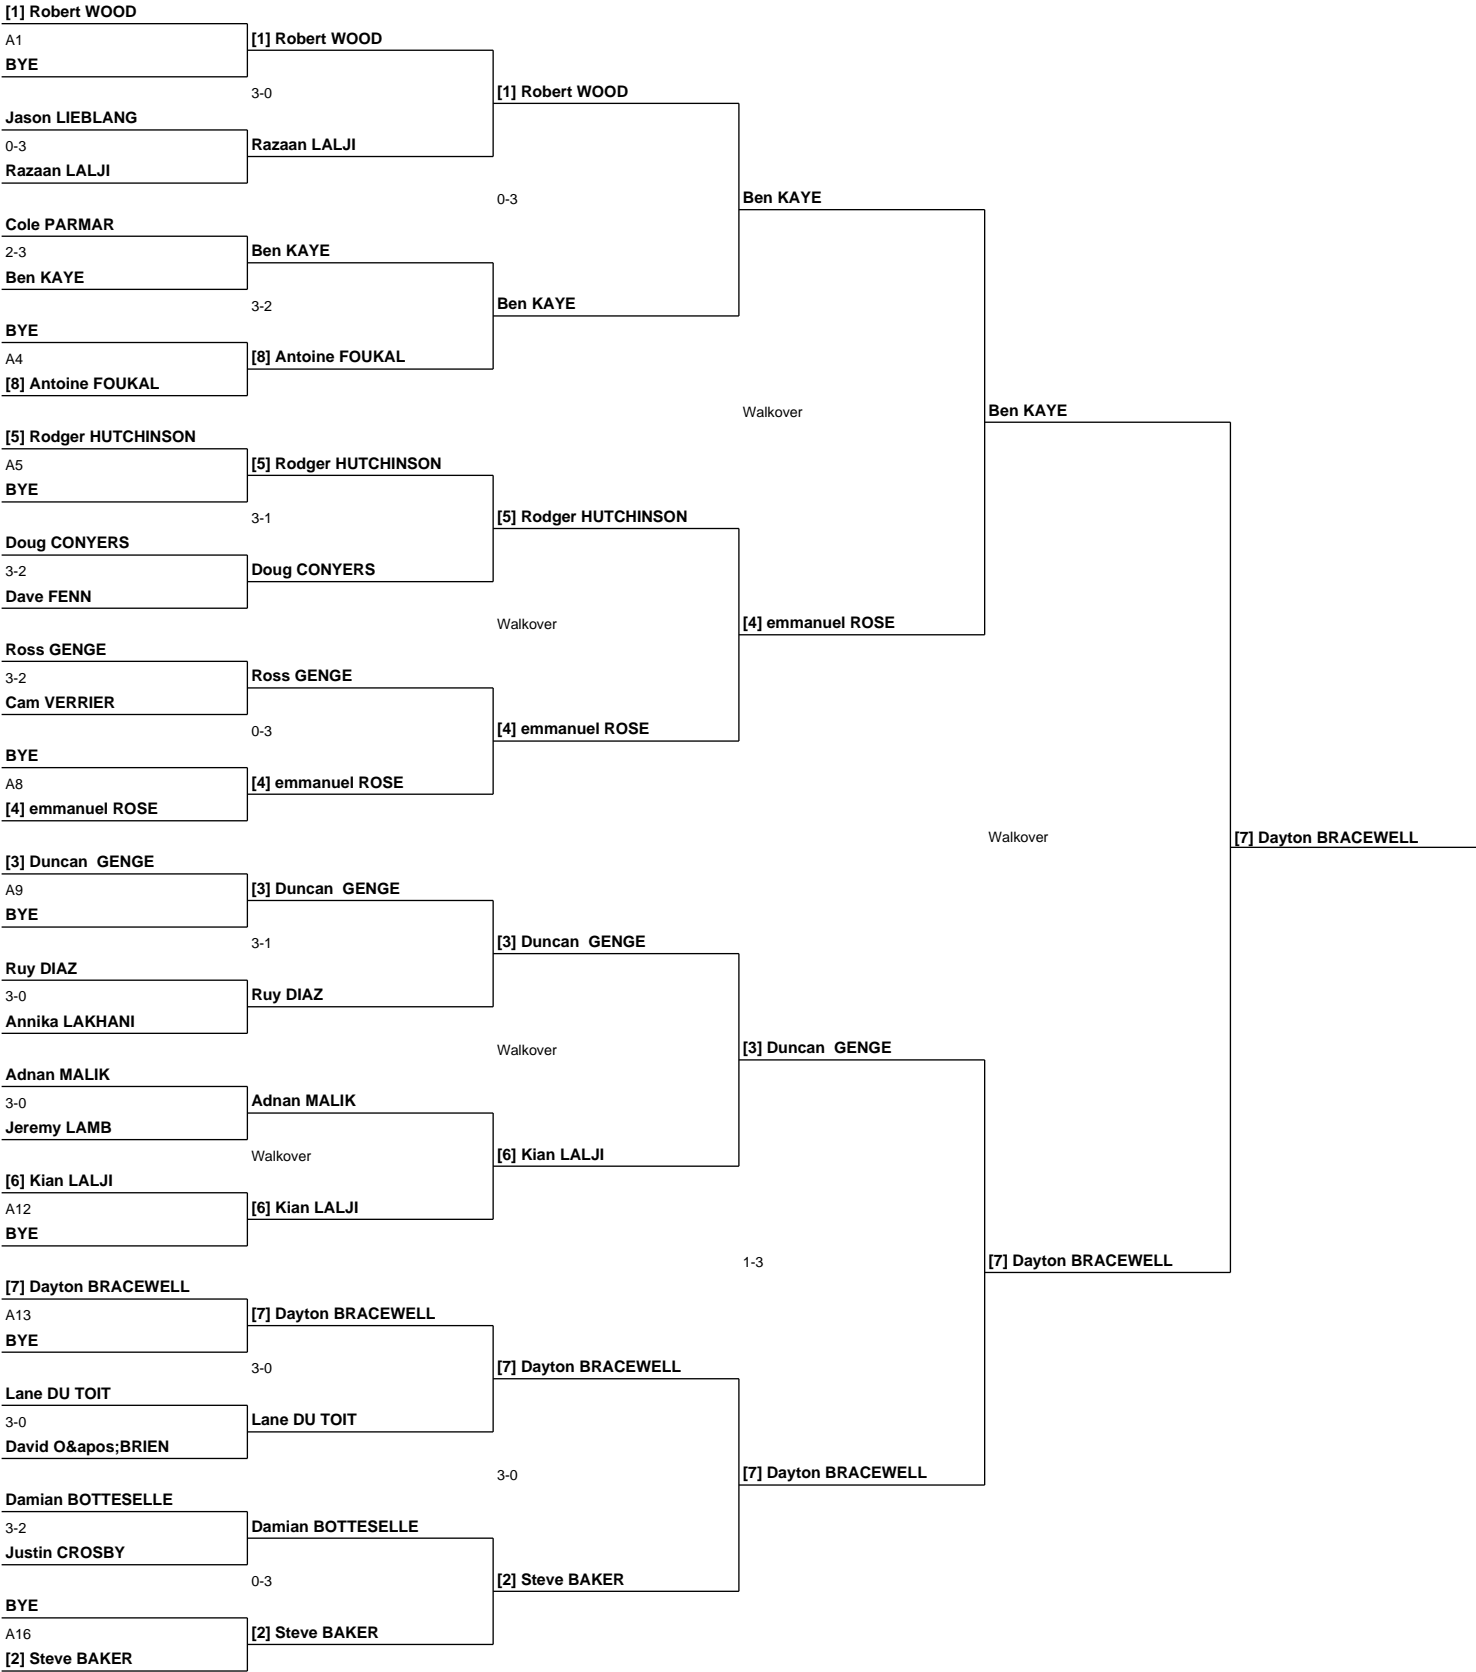 [1] Robert WOOD
A1
BYE
Jason LIEBLANG
0-3
Razaan LALJI
Cole PARMAR
2-3
Ben KAYE
BYE
A4
[8] Antoine FOUKAL
[5] Rodger HUTCHINSON
A5
BYE
Doug CONYERS
3-2
Dave FENN
Ross GENGE
3-2
Cam VERRIER
BYE
A8
[4] emmanuel ROSE
[3] Duncan  GENGE
A9
BYE
Ruy DIAZ
3-0
Annika LAKHANI
Adnan MALIK
3-0
Jeremy LAMB
[6] Kian LALJI
A12
BYE
[7] Dayton BRACEWELL
A13
BYE
Lane DU TOIT
3-0
David O&apos;BRIEN
Damian BOTTESELLE
3-2
Justin CROSBY
BYE
A16
[2] Steve BAKER
[1] Robert WOOD
3-0
Razaan LALJI
Ben KAYE
3-2
[8] Antoine FOUKAL
[5] Rodger HUTCHINSON
3-1
Doug CONYERS
Ross GENGE
0-3
[4] emmanuel ROSE
[3] Duncan  GENGE
3-1
Ruy DIAZ
Adnan MALIK
Walkover
[6] Kian LALJI
[7] Dayton BRACEWELL
3-0
Lane DU TOIT
Damian BOTTESELLE
0-3
[2] Steve BAKER
[1] Robert WOOD
0-3
Ben KAYE
[5] Rodger HUTCHINSON
Walkover
[4] emmanuel ROSE
[3] Duncan  GENGE
Walkover
[6] Kian LALJI
[7] Dayton BRACEWELL
3-0
[2] Steve BAKER
Ben KAYE
Walkover
[4] emmanuel ROSE
[3] Duncan  GENGE
1-3
[7] Dayton BRACEWELL
Ben KAYE
Walkover
[7] Dayton BRACEWELL
[7] Dayton BRACEWELL